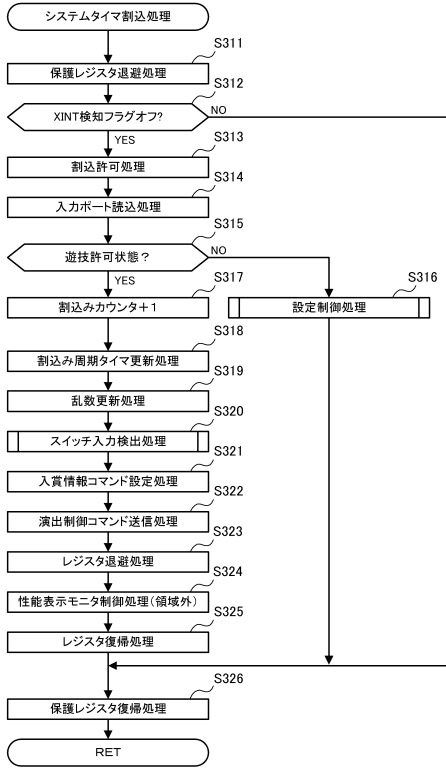 システムタイマ割込処理
S311
保護レジスタ退避処理
S312
XINT検知フラグオフ?
NO
YES
S313
割込許可処理
S314
入力ポート読込処理
S315
遊技許可状態?
NO
YES
S317
割込みカウンタ+1
S316
設定制御処理
S318
割込み周期タイマ更新処理
S319
乱数更新処理
S320
スイッチ入力検出処理
S321
入賞情報コマンド設定処理
S322
演出制御コマンド送信処理
S323
レジスタ退避処理
S324
性能表示モニタ制御処理(領域外)
S325
レジスタ復帰処理
S326
保護レジスタ復帰処理
RET